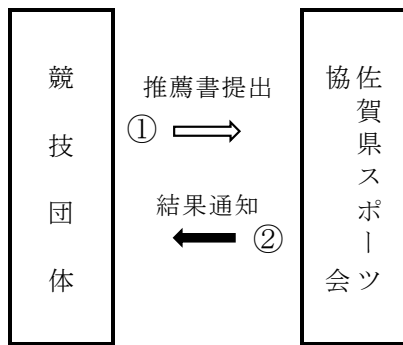 競技団体
推薦書提出
①
結果通知
②
佐賀県スポーツ
協会